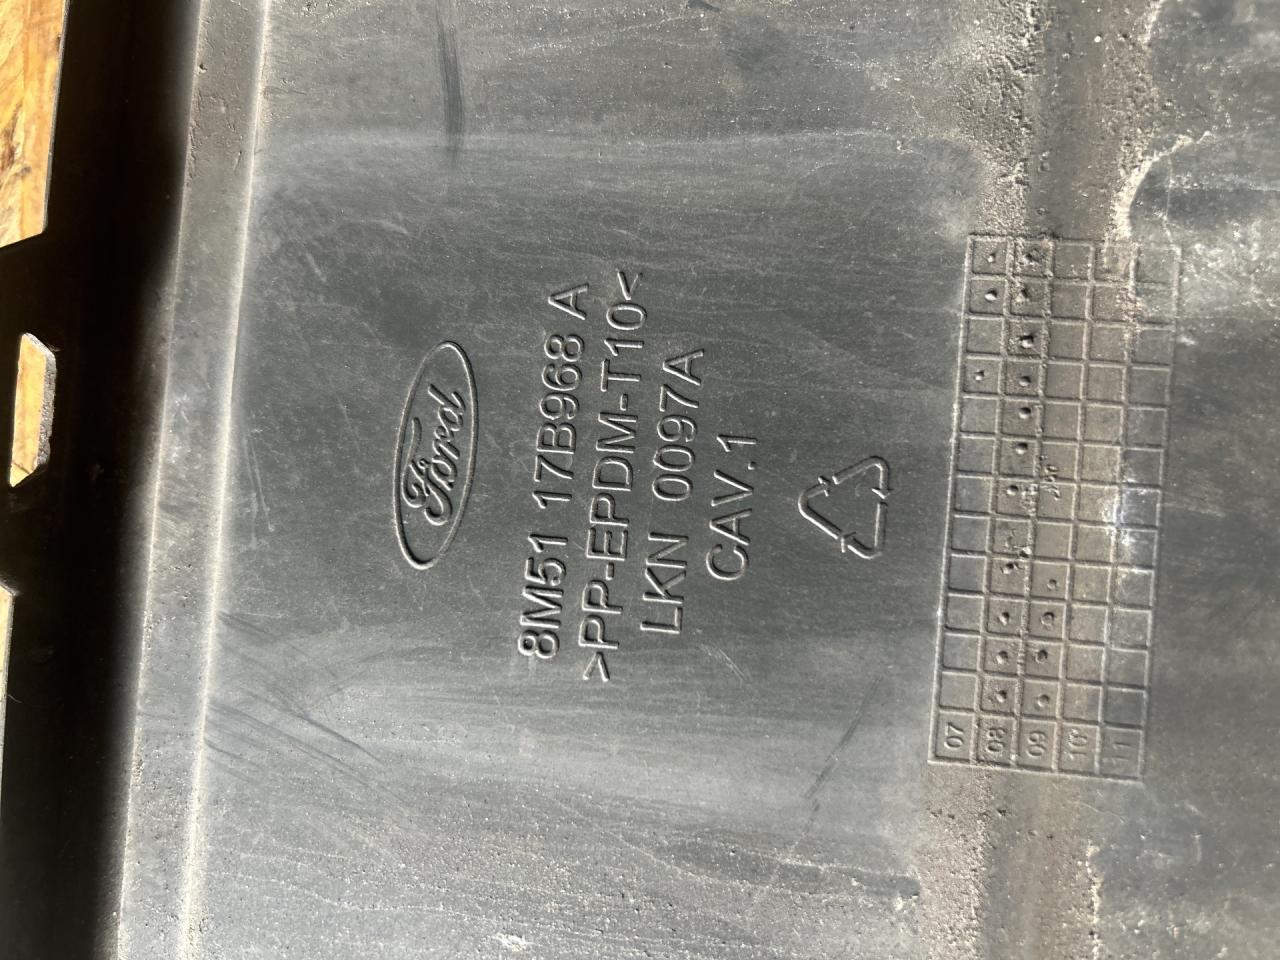 Ford
8M51 17B968 A
>PP-EPDM-T10<
LKN 0097A
CAV.1
07
08
09
10
11